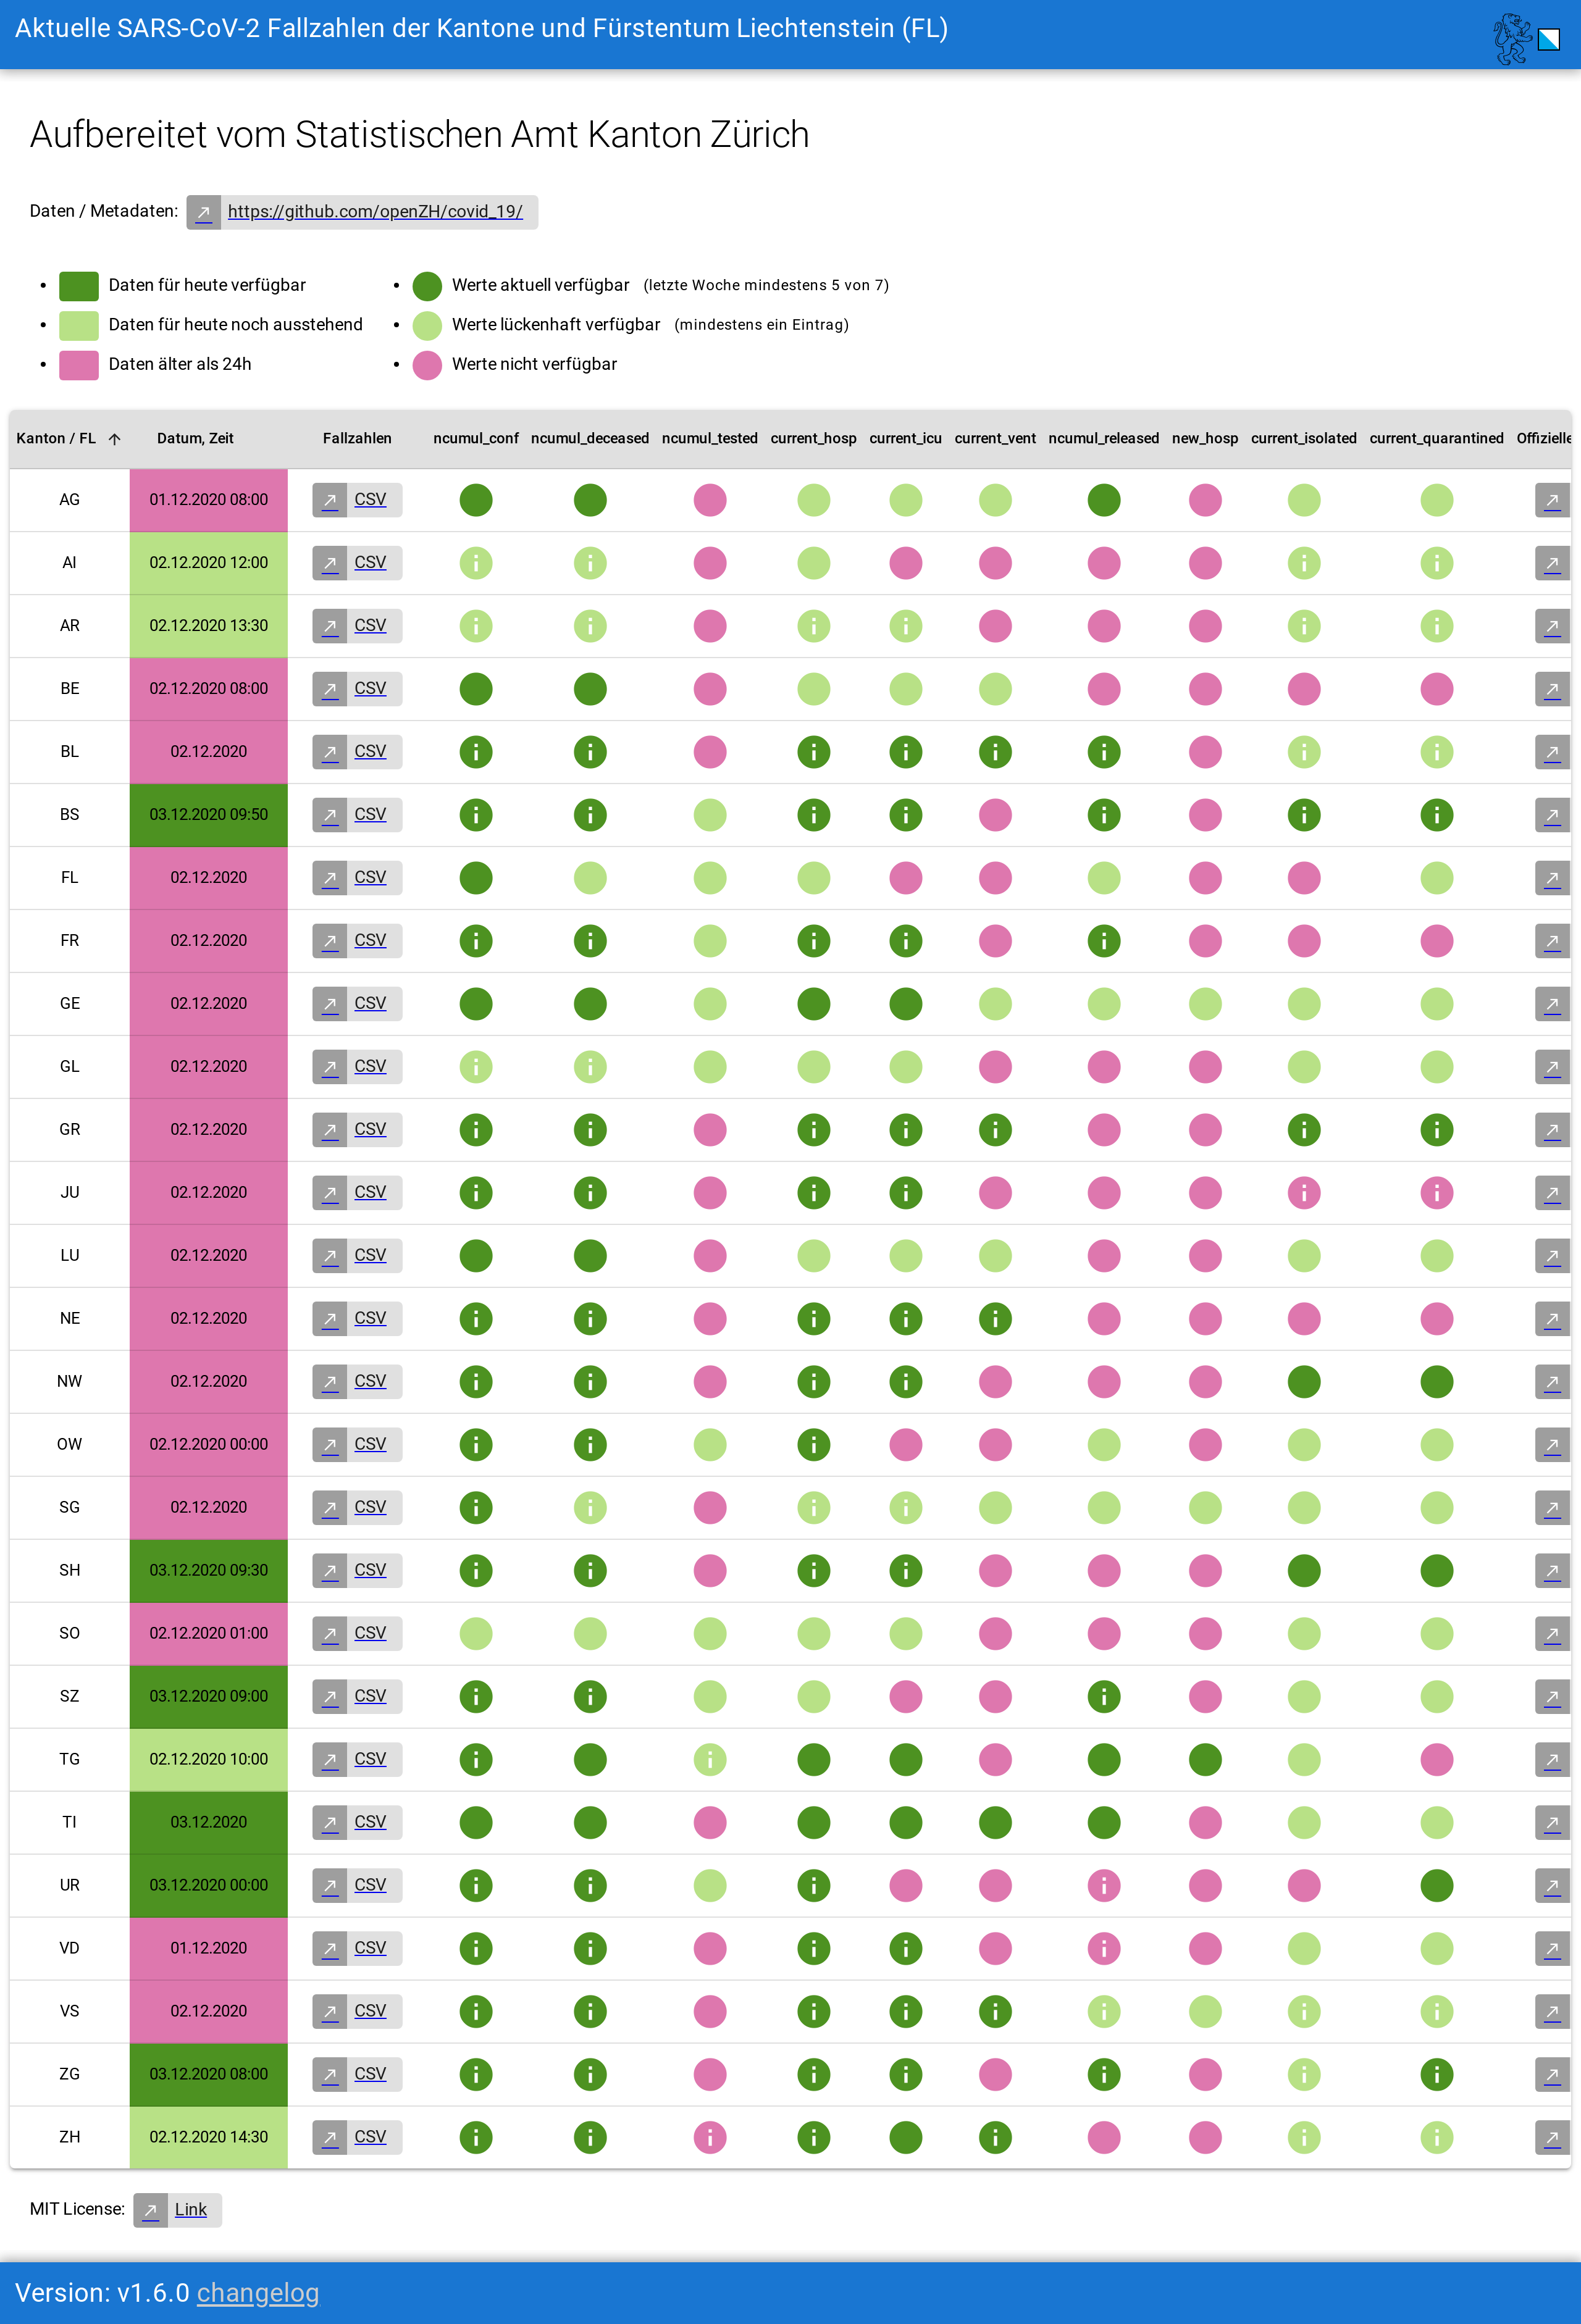 Aktuelle SARS-CoV-2 Fallzahlen der Kantone und Fürstentum Liechtenstein (FL)
Aufbereitet vom Statistischen Amt Kanton Zürich
Daten / Metadaten: https://github.com/openZH/covid_19/
Daten für heute verfügbar Werte aktuell verfügbar (letzte Woche mindestens 5 von 7)
Daten für heute noch ausstehend Werte lückenhaft verfügbar (mindestens ein Eintrag)
Daten älter als 24h Werte nicht verfügbar
Kanton / FL Datum, Zeit Fallzahlen ncumul_conf ncumul_deceased ncumul_tested current_hosp current_icu current_vent ncumul_released new_hosp current_isolated current_quarantined Offizielle
AG 01.12.2020 08:00 CSV
AI 02.12.2020 12:00 CSV
AR 02.12.2020 13:30 CSV
BE 02.12.2020 08:00 CSV
BL 02.12.2020 CSV
BS 03.12.2020 09:50 CSV
FL 02.12.2020 CSV
FR 02.12.2020 CSV
GE 02.12.2020 CSV
GL 02.12.2020 CSV
GR 02.12.2020 CSV
JU 02.12.2020 CSV
LU 02.12.2020 CSV
NE 02.12.2020 CSV
NW 02.12.2020 CSV
OW 02.12.2020 00:00 CSV
SG 02.12.2020 CSV
SH 03.12.2020 09:30 CSV
SO 02.12.2020 01:00 CSV
SZ 03.12.2020 09:00 CSV
TG 02.12.2020 10:00 CSV
TI 03.12.2020 CSV
UR 03.12.2020 00:00 CSV
VD 01.12.2020 CSV
VS 02.12.2020 CSV
ZG 03.12.2020 08:00 CSV
ZH 02.12.2020 14:30 CSV
MIT License: Link
Version: v1.6.0 changelog